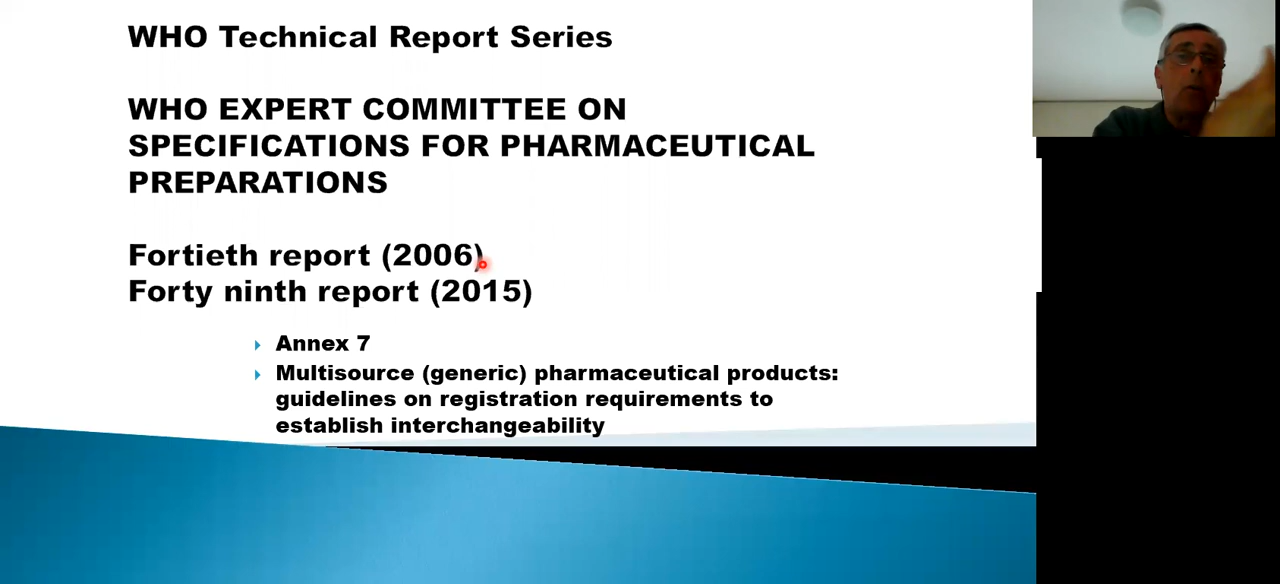 WHO Technical Report Series
WHO EXPERT COMMITTEE ON
SPECIFICATIONS FOR PHARMACEUTICAL
PREPARATIONS
Fortieth report (2006)
Forty ninth report (2015)
Annex 7
Multisource (generic) pharmaceutical products:
guidelines on registration requirements to
establish interchangeability